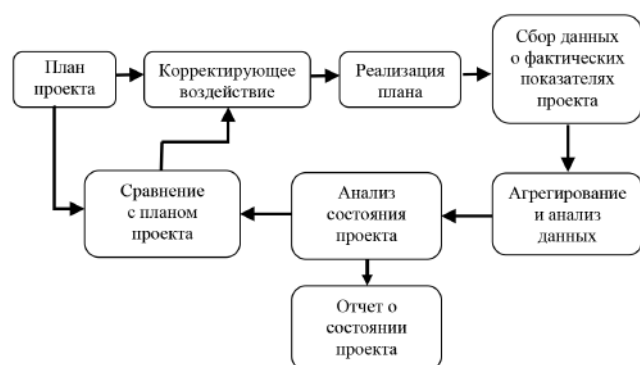 План
проекта
Корректирующее
воздействие
Реализация
плана
Сбор данных
о фактических
показателях
проекта
Сравнение
с планом
проекта
Анализ
состояния
проекта
Агрегирование
и анализ
данных
Отчет о
состоянии
проекта